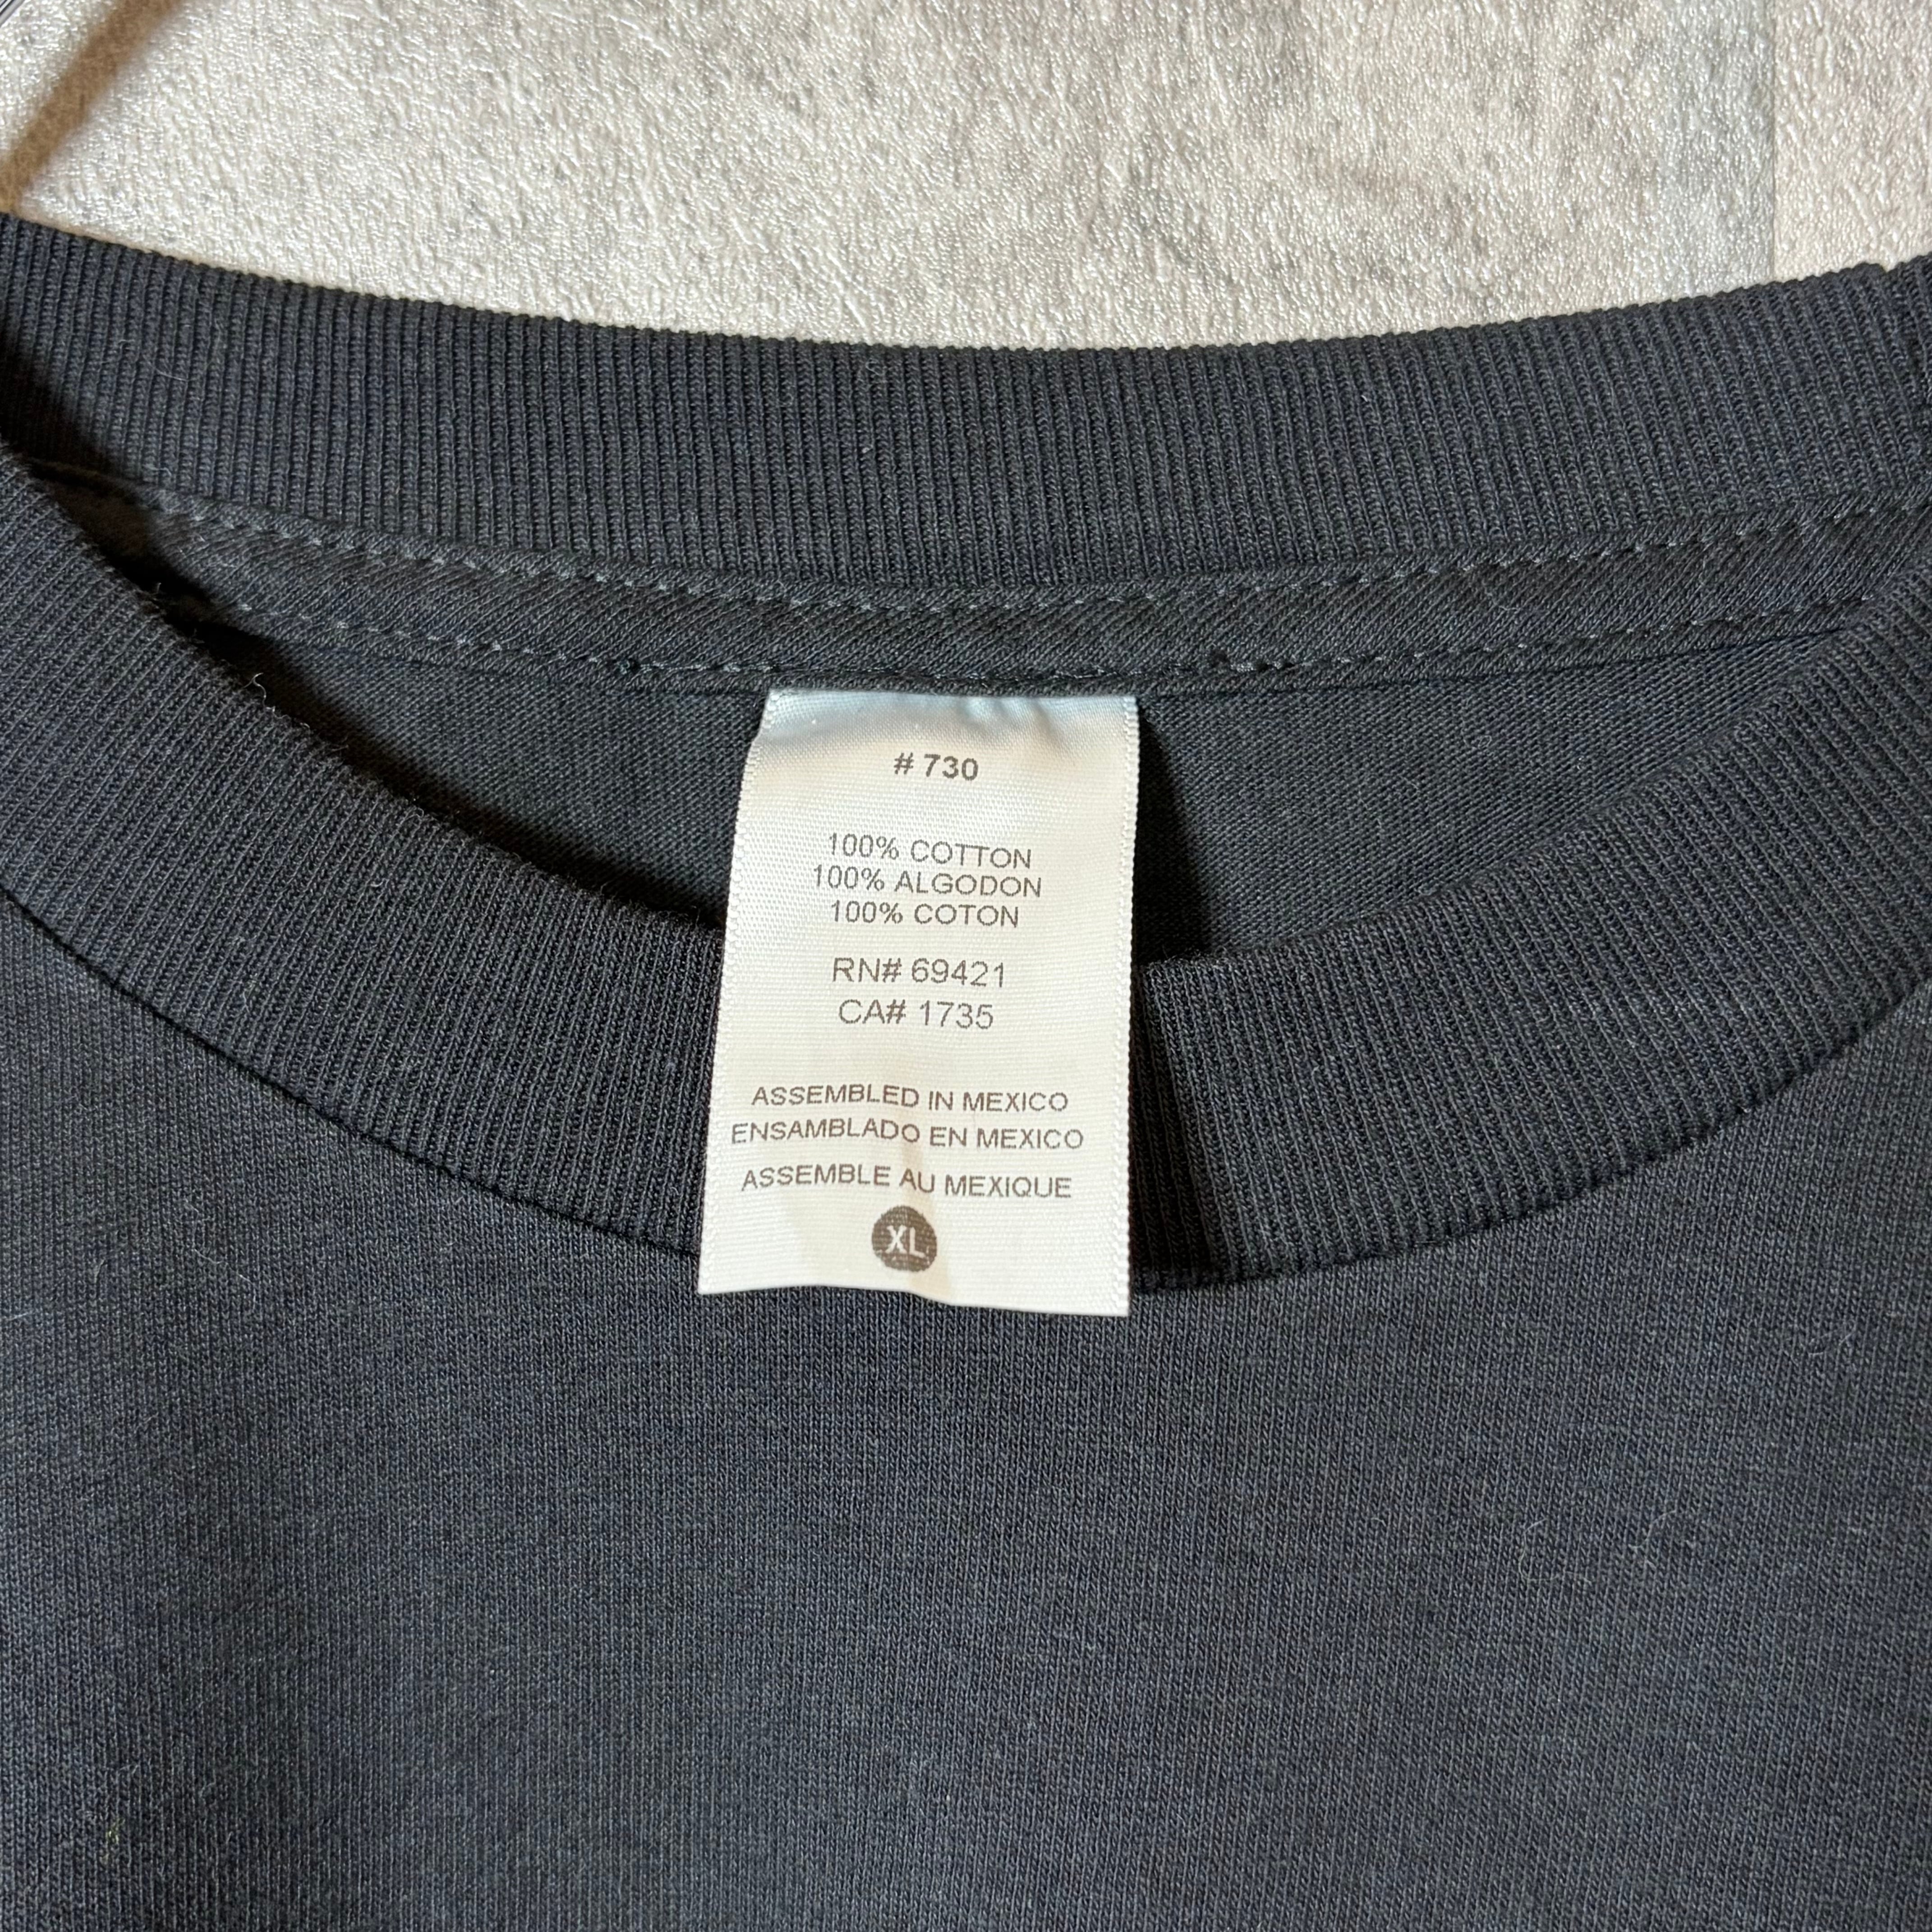 # 730
100% COTTON
100% ALGODON
100% COTON
RN# 69421
CA# 1735
ASSEMBLED IN MEXICO
ENSAMBLADO EN MEXICO
ASSEMBLE AU MEXIQUE
XL